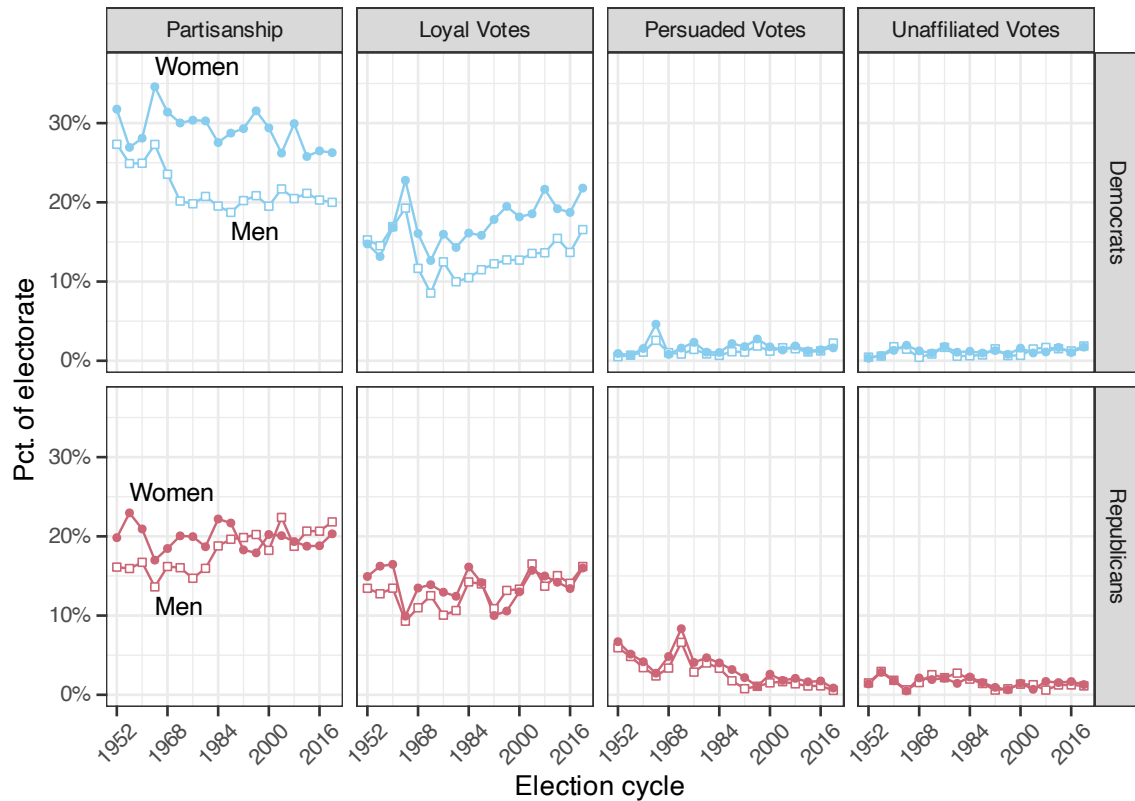 Partisanship
Loyal Votes
Persuaded Votes
Unaffiliated Votes
Women
Men
30%
20%
10%
0%
Democrats
Women
Men
30%
20%
10%
0%
Republicans
Pct. of electorate
1952
1968
1984
2000
2016
1952
1968
1984
2000
2016
1952
1968
1984
2000
2016
1952
1968
1984
2000
2016
Election cycle